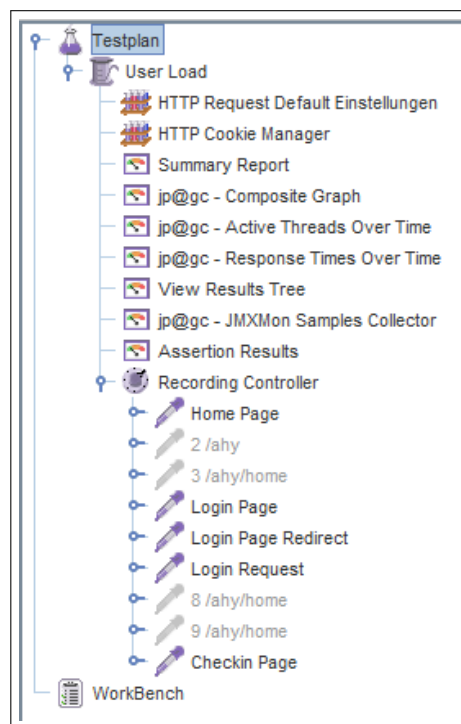 Testplan
User Load
HTTP Request Default Einstellungen
HTTP Cookie Manager
Summary Report
jp@gc - Composite Graph
jp@gc - Active Threads Over Time
jp@gc - Response Times Over Time
View Results Tree
jp@gc - JMXMon Samples Collector
Assertion Results
Recording Controller
Home Page
2 /ahy
3 /ahy/home
Login Page
Login Page Redirect
Login Request
8 /ahy/home
9 /ahy/home
Checkin Page
WorkBench